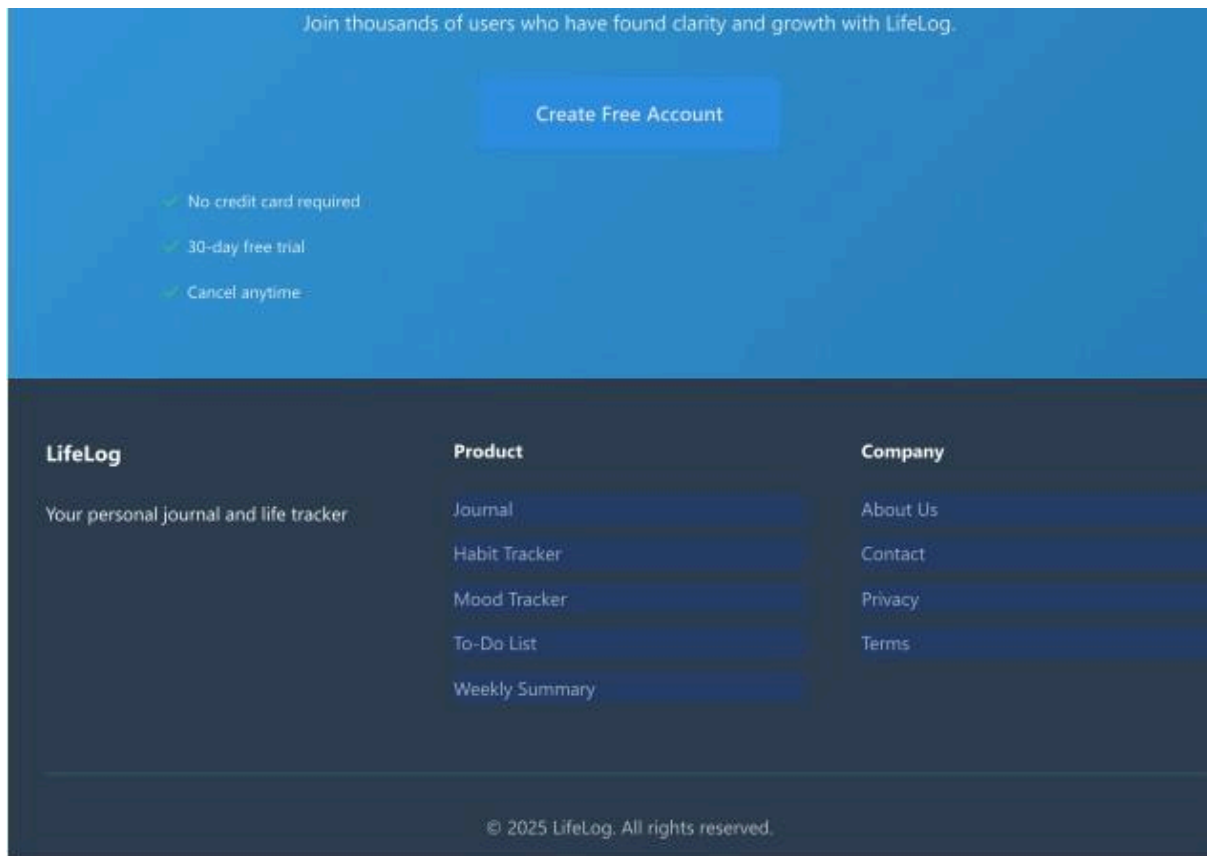 Join thousands of users who have found clarity and growth with LifeLog.
Create Free Account
No credit card required
30-day free trial
Cancel anytime
LifeLog
Your personal journal and life tracker
Product
Journal
Habit Tracker
Mood Tracker
To-Do List
Weekly Summary
Company
About Us
Contact
Privacy
Terms
© 2025 LifeLog. All rights reserved.